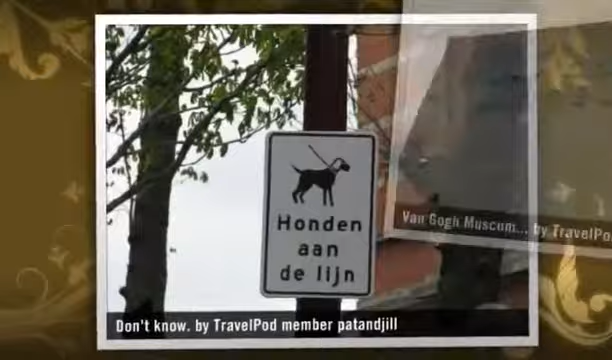 Honden
aan
de lijn
Van Gogh Museum... by TravelPo
Don't know. by TravelPod member patandjill